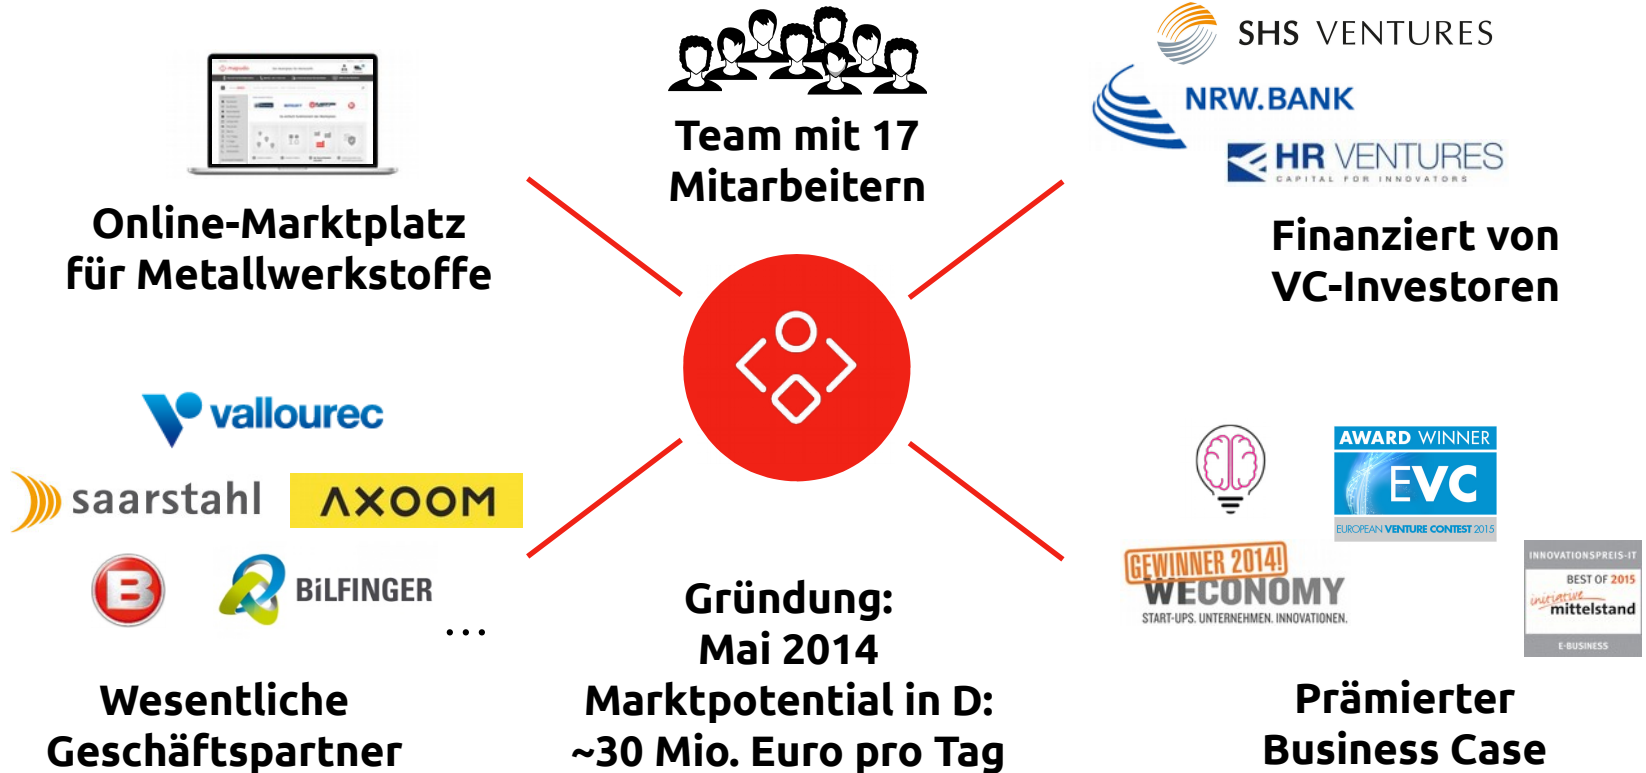 Team mit 17
Mitarbeitern
SHS VENTURES
NRW.BANK
HR VENTURES
CAPITAL FOR INNOVATORS
Online-Marktplatz
für Metallwerkstoffe
Finanziert von
VC-Investoren
vallourec
saarstahl
AXOOM
B
BiLFINGER
...
Wesentliche
Geschäftspartner
Gründung:
Mai 2014
Marktpotential in D:
~30 Mio. Euro pro Tag
AWARD WINNER
EVC
EUROPEAN VENTURE CONTEST 2015
GEWINNER 2014!
WECONOMY
START-UPS. UNTERNEHMEN. INNOVATIONEN.
INNOVATIONSPREIS-IT
BEST OF 2015
initiative
mittelstand
E-BUSINESS
Prämierter
Business Case